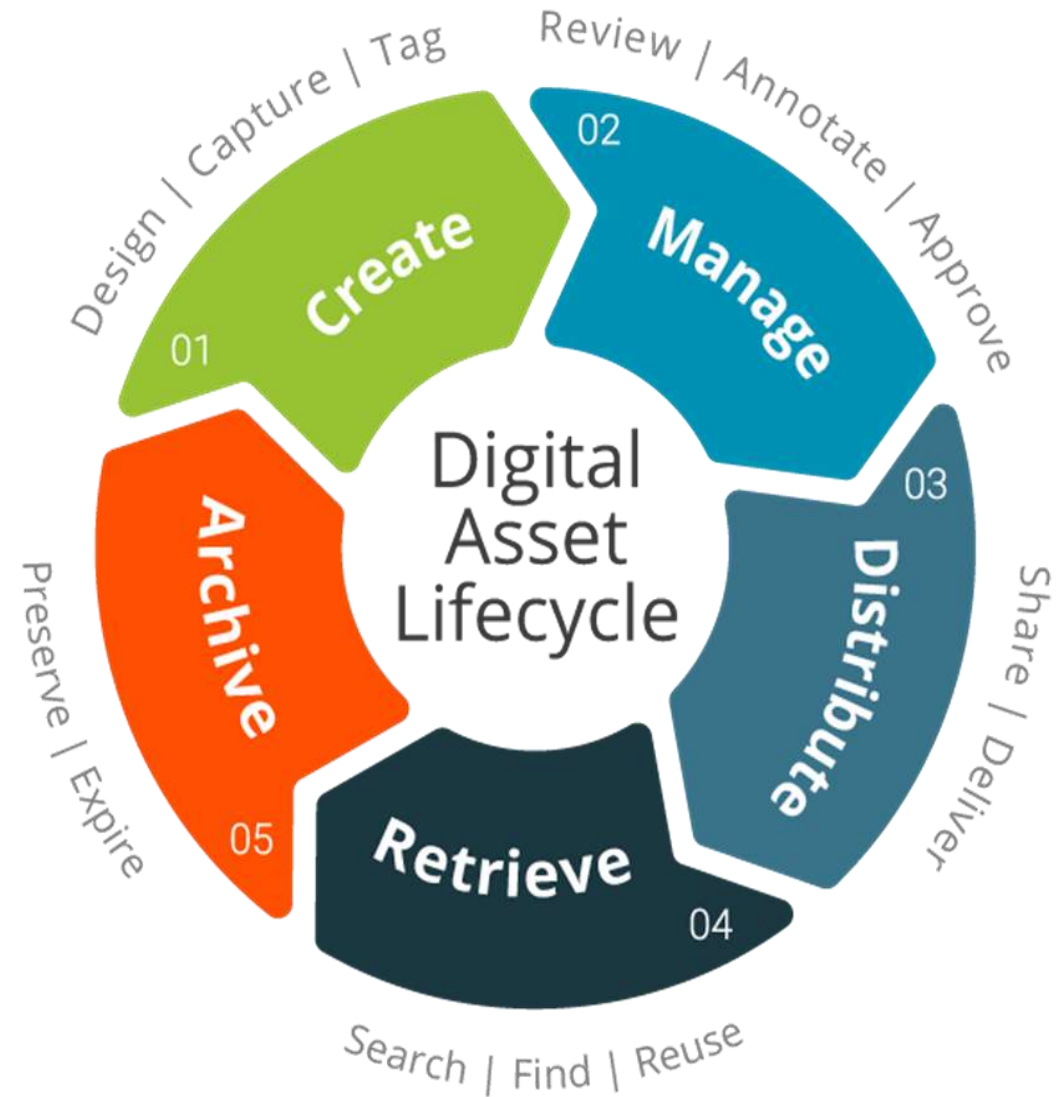 Digital
Asset
Lifecycle
01
Create
Design | Capture | Tag
02
Manage
Review | Annotate | Approve
03
Distribute
Share | Deliver
04
Retrieve
Search | Find | Reuse
05
Archive
Preserve | Expire